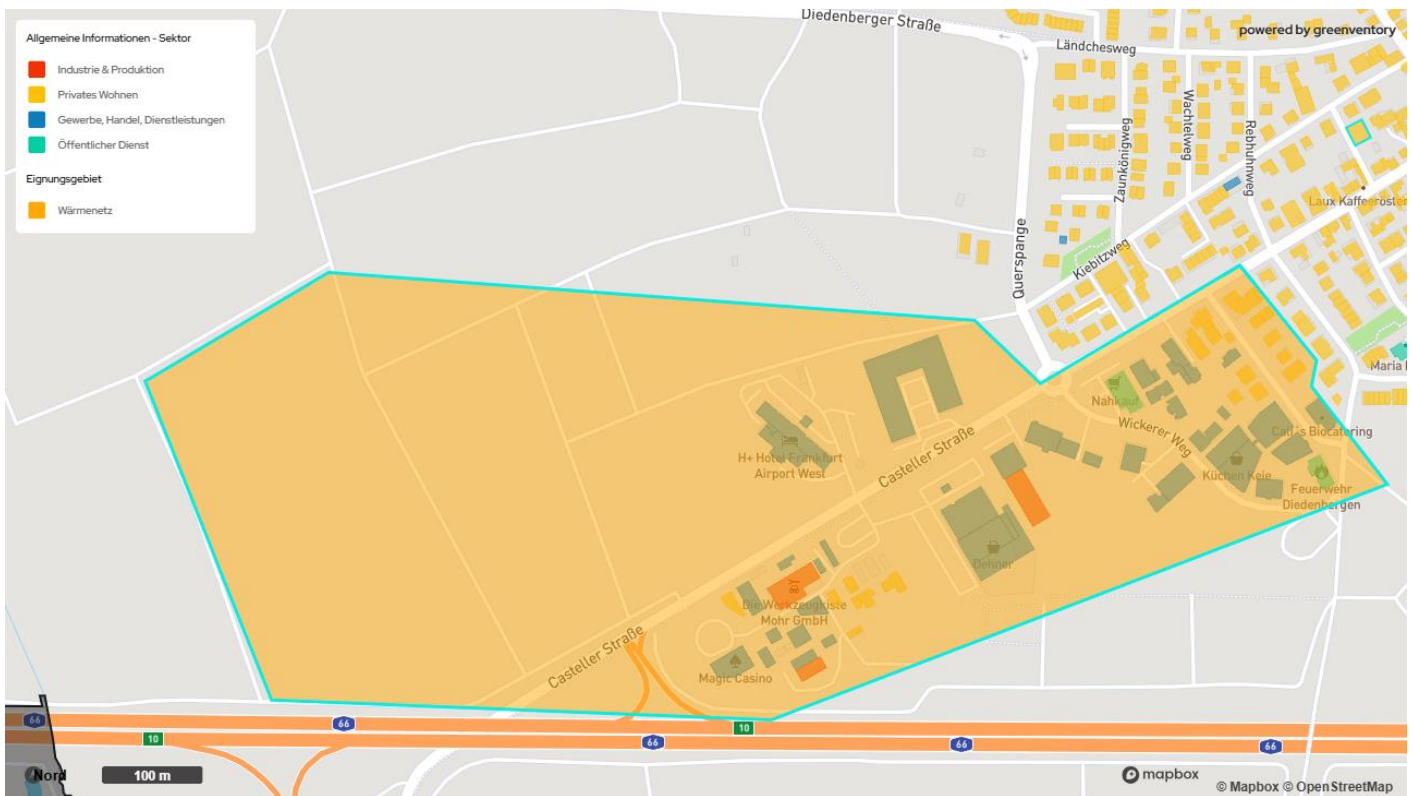 Allgemeine Informationen - Sektor
Industrie & Produktion
Privates Wohnen
Gewerbe, Handel, Dienstleistungen
Öffentlicher Dienst
Eignungsgebiet
Wärmenetz
Diedenberger Straße
Ländchesweg
powered by greenventory
Wachtelweg
Rebhuhnweg
Zaunkönigweg
Laux Kaffeeröster
Querspange
Kiebitzweg
Maria
Nahkauf
Wickerer Weg
Casteller Straße
H+ Hotel Frankfurt
Airport West
Küchen Keie
Feuerwehr
Diedenbergen
Dehner
Die Werkzeugkiste
Mohr GmbH
Casteller Straße
Magic Casino
66
66
10
10
66
66
66
Nord
100 m
mapbox
© Mapbox © OpenStreetMap